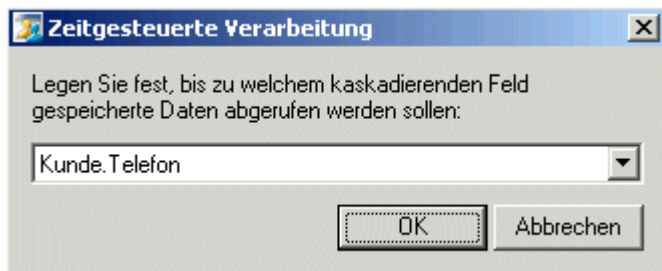 Zeitgesteuerte Verarbeitung
Legen Sie fest, bis zu welchem kaskadierenden Feld
gespeicherte Daten abgerufen werden sollen:
Kunde.Telefon
OK
Abbrechen